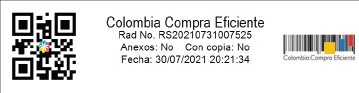 Colombia Compra Eficiente
Rad No. RS20210731007525
Anexos: No Con copia: No
Fecha: 30/07/2021 20:21:34
Colombia Compra Eficiente